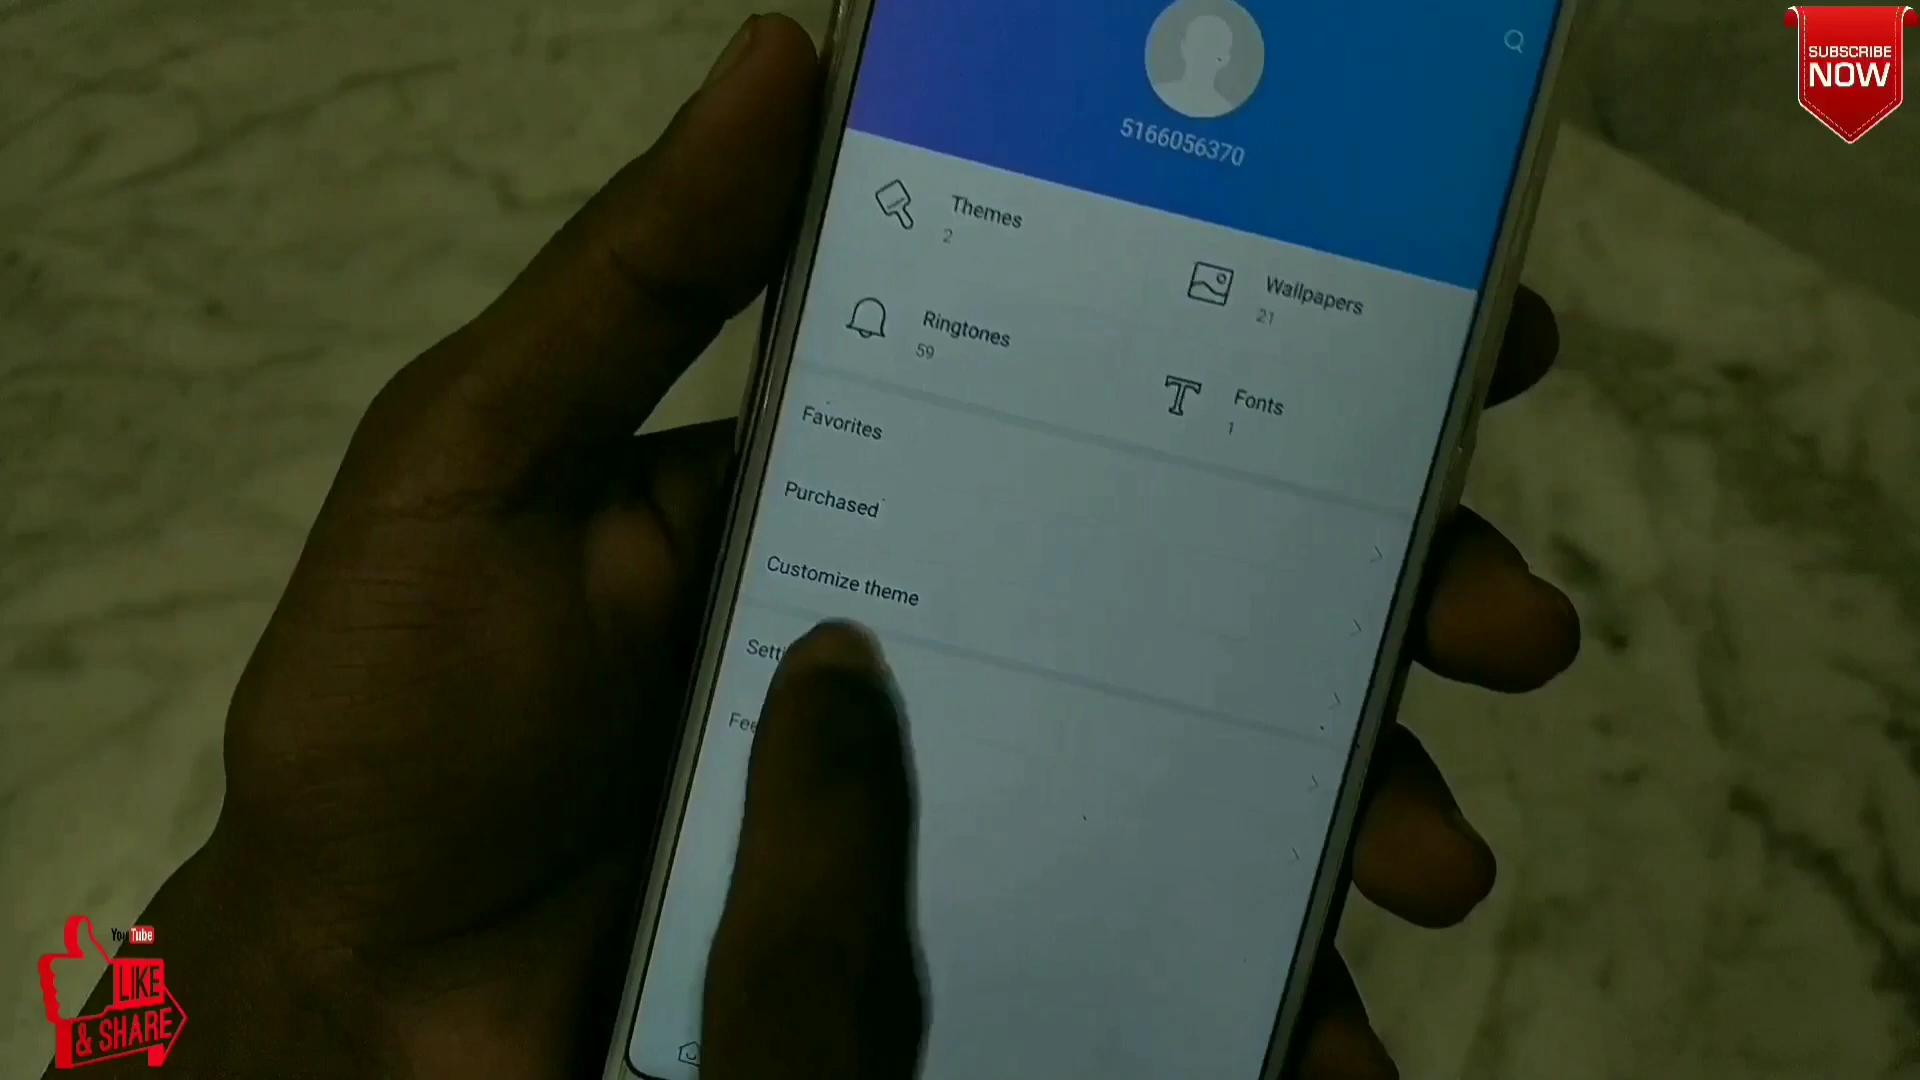 SUBSCRIBE
NOW
5166056370
Themes
2
Wallpapers
21
Ringtones
59
Fonts
1
Favorites
Purchased
Customize theme
YouTube
LIKE
& SHARE